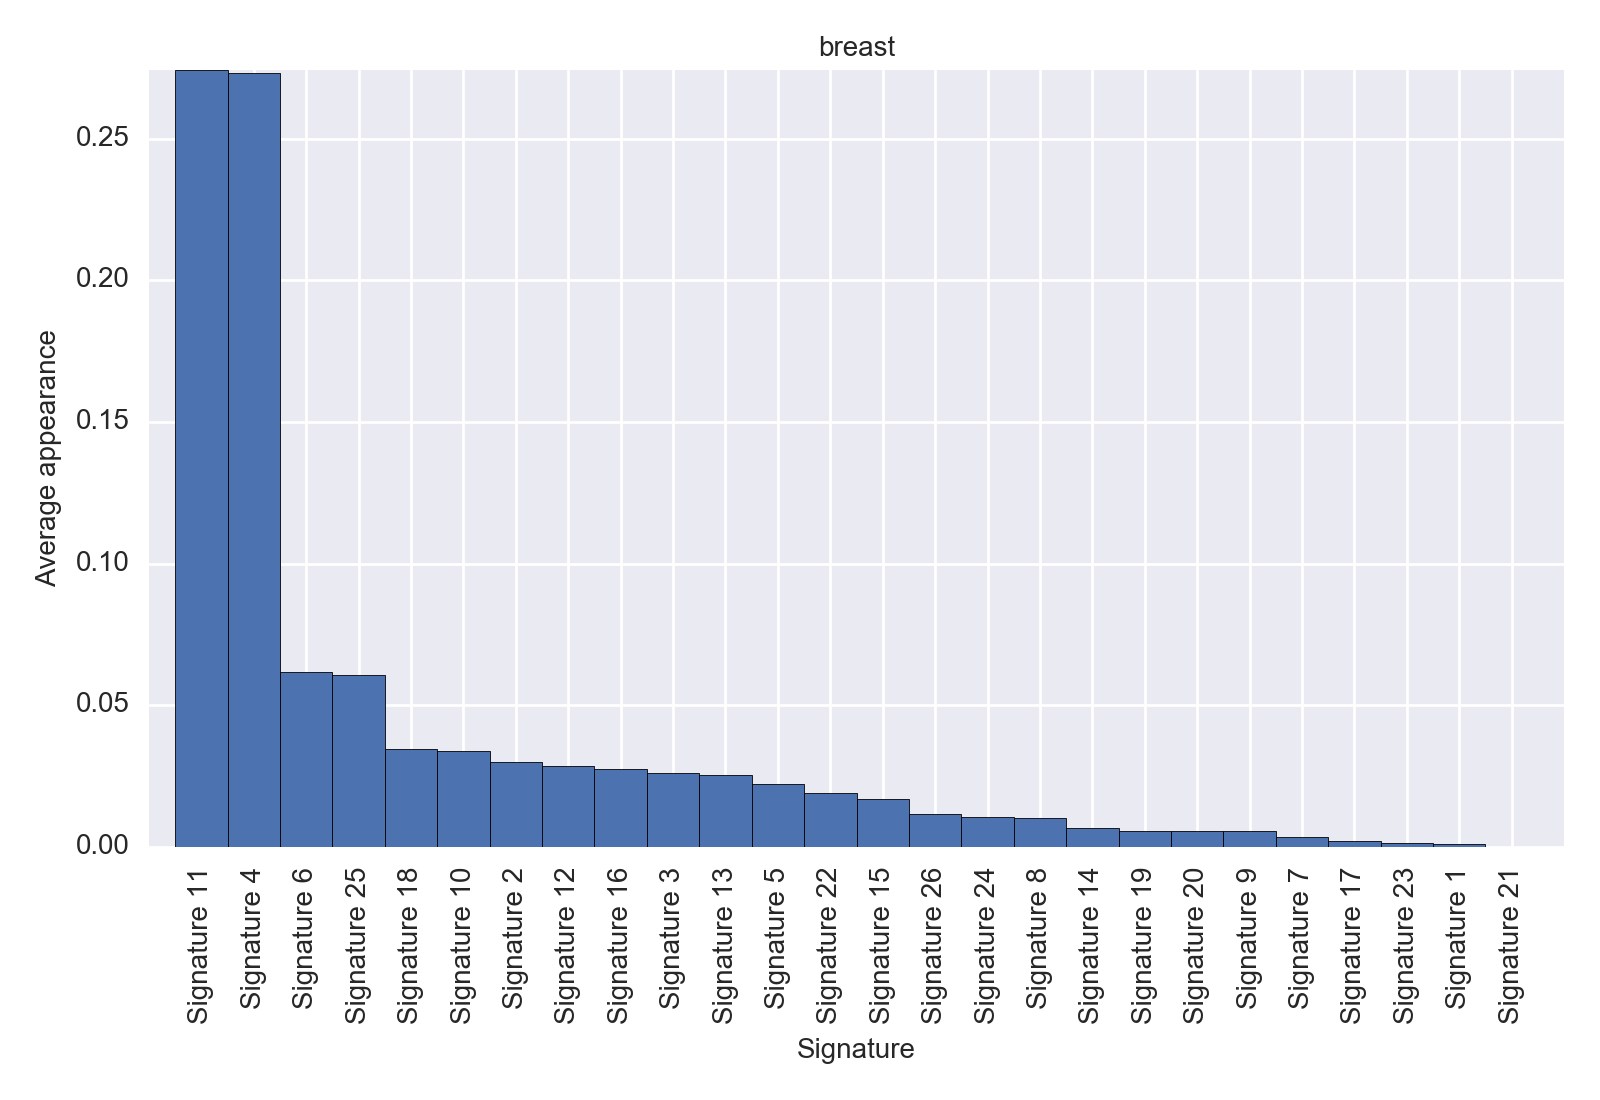 breast
0.25
0.20
0.15
0.10
0.05
0.00
Average appearance
Signature 11
Signature 4
Signature 6
Signature 25
Signature 18
Signature 10
Signature 2
Signature 12
Signature 16
Signature 3
Signature 13
Signature 5
Signature 22
Signature 15
Signature 26
Signature 24
Signature 8
Signature 14
Signature 19
Signature 20
Signature 9
Signature 7
Signature 17
Signature 23
Signature 1
Signature 21
Signature